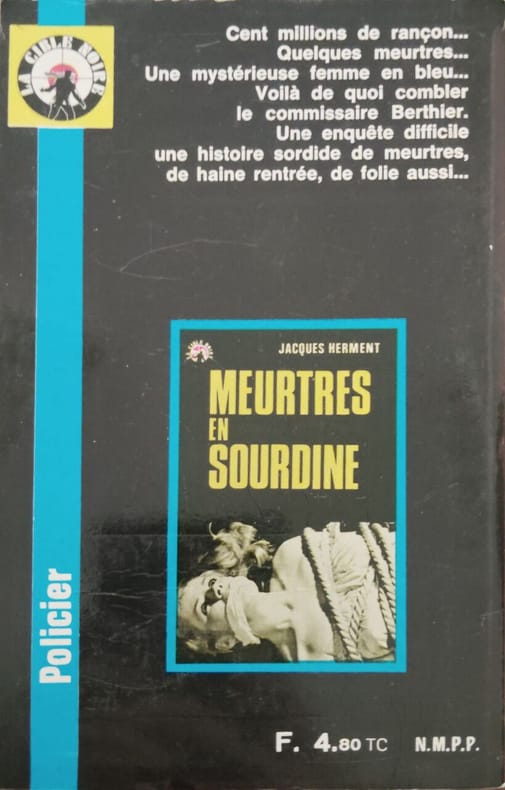 LA CIBLE NOIRE
Cent millions de rançon...
Quelques meurtres...
Une mystérieuse femme en bleu...
Voilà de quoi combler
le commissaire Berthier.
Une enquête difficile
une histoire sordide de meurtres,
de haine rentrée, de folie aussi...
JACQUES HERMENT
MEURTRES
EN
SOURDINE
Policier
F. 4.80 TC N.M.P.P.